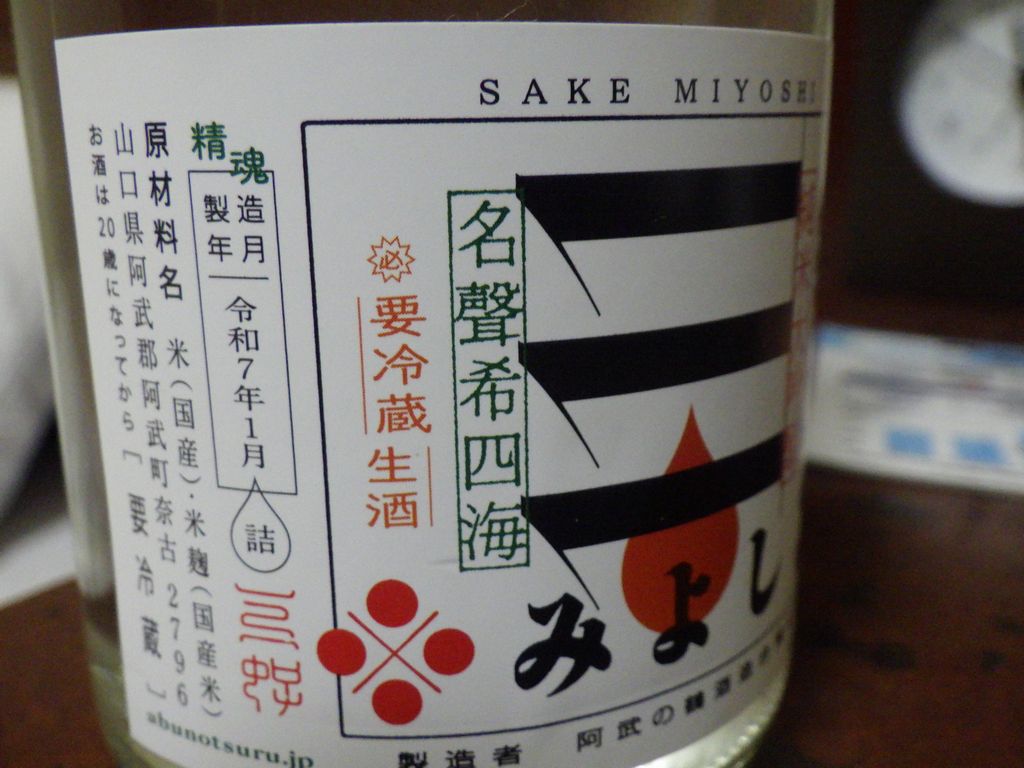 SAKE MIYOSHI
名聲希四海
必
要冷蔵
生酒
みよし
精魂
製造年月
令和7年1月
詰
三好
原材料名 米(国産)・米麹(国産米)
山口県阿武郡阿武町奈古2796
お酒は20歳になってから [要冷蔵]
abunotsuru.jp
製造者 阿武の鶴酒造